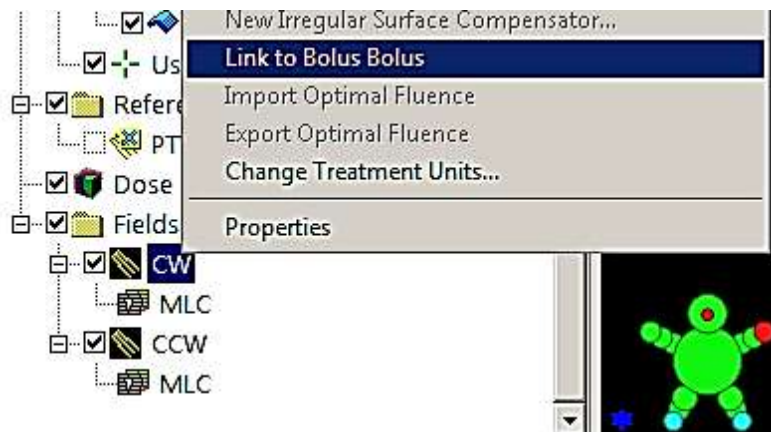 New Irregular Surface Compensator...
Us
Link to Bolus Bolus
Refere
Import Optimal Fluence
PT
Export Optimal Fluence
Dose
Change Treatment Units...
Fields
Properties
CW
MLC
CCW
MLC